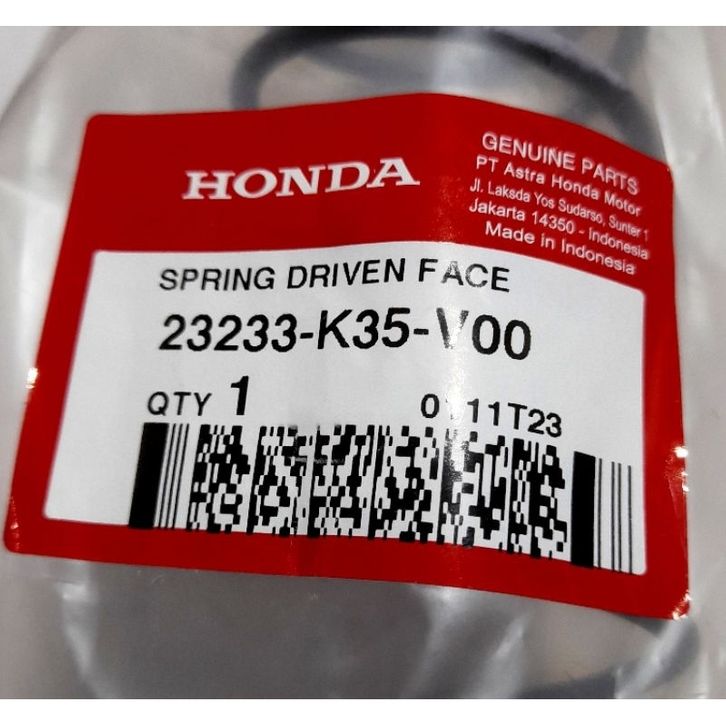 HONDA
GENUINE PARTS
PT Astra Honda Motor
Jl. Laksda Yos Sudarso, Sunter 1
Jakarta 14350 - Indonesia
Made in Indonesia
SPRING DRIVEN FACE
23233-K35-V00
QTY 1
0111T23